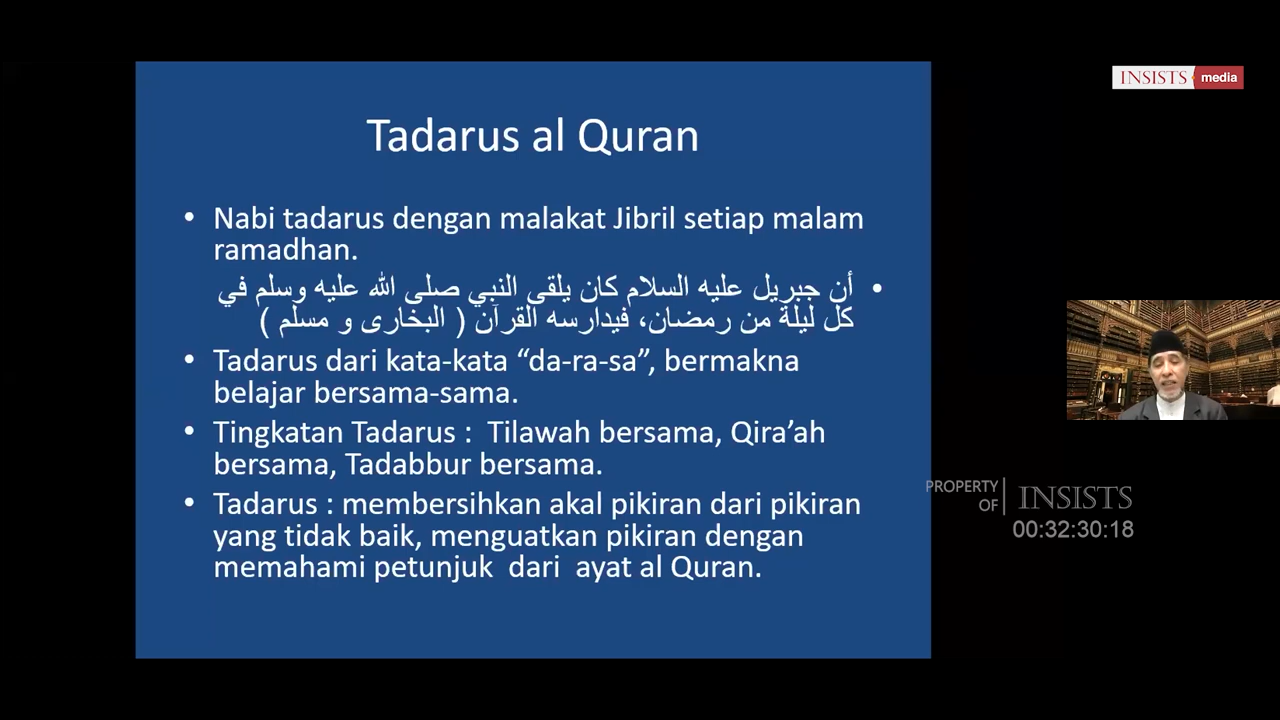 INSISTS media
Tadarus al Quran
• Nabi tadarus dengan malakat Jibril setiap malam
ramadhan.
• أن جبريل عليه السلام كان يلقى النبي صلى الله عليه وسلم في
كل ليلة من رمضان، فيدارسه القرآن ( البخارى و مسلم )
• Tadarus dari kata-kata “da-ra-sa”, bermakna
belajar bersama-sama.
• Tingkatan Tadarus :  Tilawah bersama, Qira’ah
bersama, Tadabbur bersama.
• Tadarus : membersihkan akal pikiran dari pikiran
yang tidak baik, menguatkan pikiran dengan
memahami petunjuk  dari  ayat al Quran.
PROPERTY
OF
INSISTS
00:32:30:18